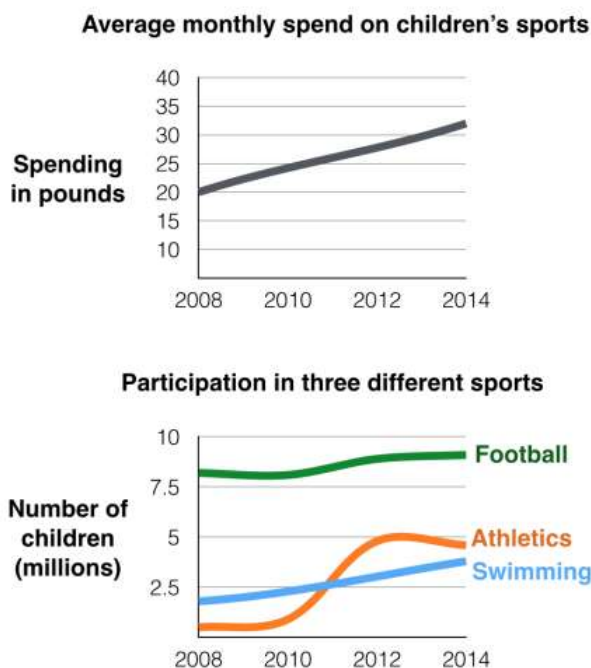 Average monthly spend on children's sports
40
35
30
Spending
in pounds
25
20
15
10
2008 2010 2012 2014
Participation in three different sports
10
Football
7.5
Number of
children
(millions)
5
Athletics
Swimming
2.5
2008 2010 2012 2014